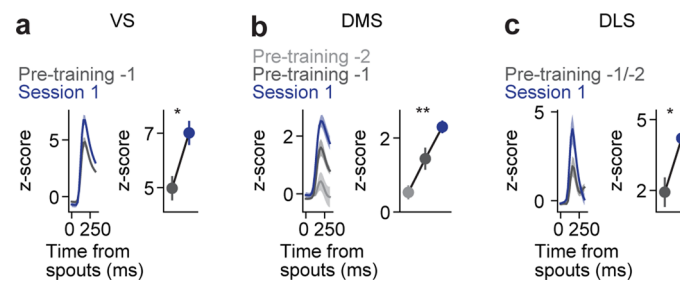 a
VS
Pre-training -1
Session 1
z-score
5
0
0 250
Time from
spouts (ms)
z-score
7
5
*
b
DMS
Pre-training -2
Pre-training -1
Session 1
z-score
2
0
0 250
Time from
spouts (ms)
z-score
2
0
**
c
DLS
Pre-training -1/-2
Session 1
z-score
5
0
0 250
Time from
spouts (ms)
z-score
5
2
*